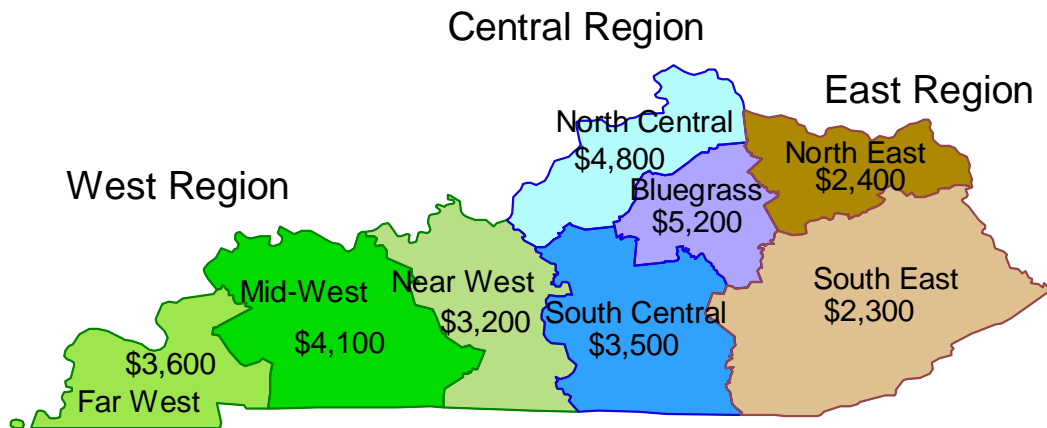 Central Region
East Region
North Central
$4,800
North East
$2,400
West Region
Bluegrass
$5,200
Mid-West
$4,100
Near West
$3,200
South East
$2,300
South Central
$3,500
$3,600
Far West